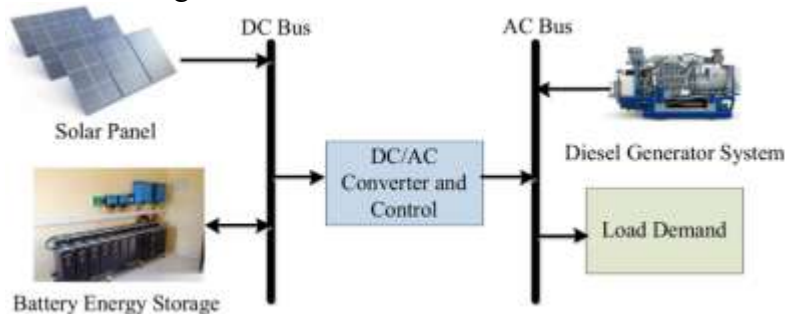 DC Bus
AC Bus
Solar Panel
DC/AC
Converter and
Control
Diesel Generator System
Load Demand
Battery Energy Storage